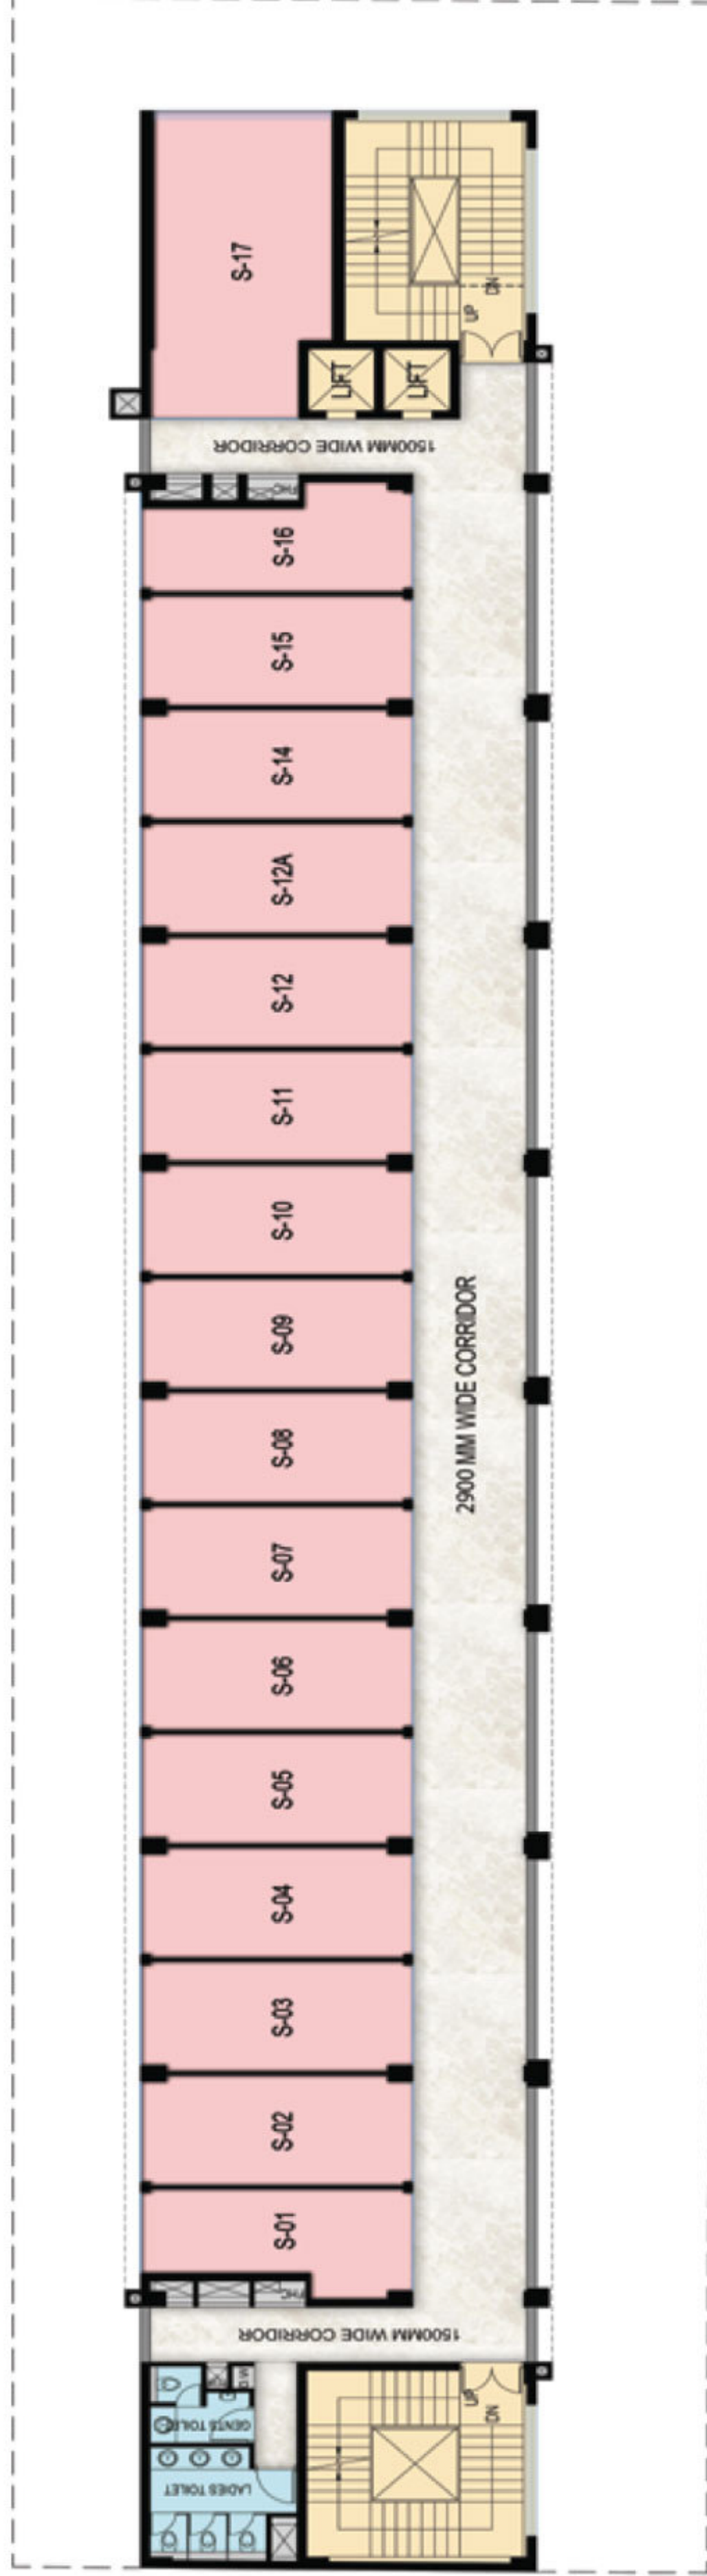 S-17
UP
DN
LIFT
LIFT
1500MM WIDE CORRIDOR
FHC
S-16
S-15
S-14
S-12A
S-12
S-11
S-10
S-09
2900 MM WIDE CORRIDOR
S-08
S-07
S-06
S-05
S-04
S-03
S-02
S-01
FHC
1500MM WIDE CORRIDOR
UP
DN
GENTS TOILET
LADIES TOILET